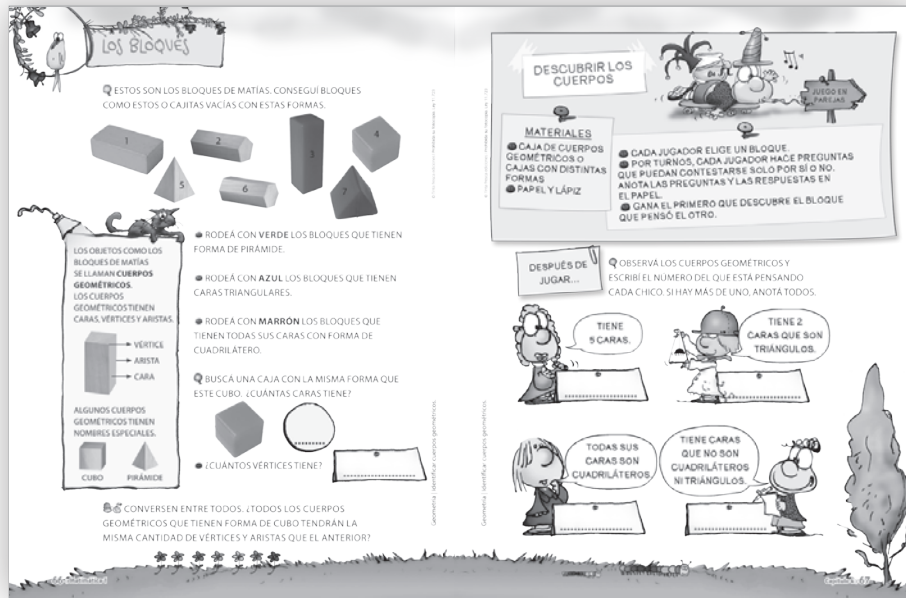 LOS BLOQUES
ESTOS SON LOS BLOQUES DE MATÍAS. CONSEGUÍ BLOQUES
COMO ESTOS O CAJITAS VACÍAS CON ESTAS FORMAS.
1
2
3
4
5
6
7
LOS OBJETOS COMO LOS
BLOQUES DE MATÍAS
SE LLAMAN CUERPOS
GEOMÉTRICOS.
LOS CUERPOS
GEOMÉTRICOS TIENEN
CARAS, VÉRTICES Y ARISTAS.
VÉRTICE
ARISTA
CARA
ALGUNOS CUERPOS
GEOMÉTRICOS TIENEN
NOMBRES ESPECIALES.
CUBO
PIRÁMIDE
RODEÁ CON VERDE LOS BLOQUES QUE TIENEN
FORMA DE PIRÁMIDE.
RODEÁ CON AZUL LOS BLOQUES QUE TIENEN
CARAS TRIANGULARES.
RODEÁ CON MARRÓN LOS BLOQUES QUE
TIENEN TODAS SUS CARAS CON FORMA DE
CUADRILÁTERO.
BUSCÁ UNA CAJA CON LA MISMA FORMA QUE
ESTE CUBO. ¿CUÁNTAS CARAS TIENE?
¿CUÁNTOS VÉRTICES TIENE?
CONVERSEN ENTRE TODOS. ¿TODOS LOS CUERPOS
GEOMÉTRICOS QUE TIENEN FORMA DE CUBO TENDRÁN LA
MISMA CANTIDAD DE VÉRTICES Y ARISTAS QUE EL ANTERIOR?
Geometría: identificar cuerpos geométricos.
DESCUBRIR LOS
CUERPOS
JUEGO EN
PAREJAS
MATERIALES
CAJA DE CUERPOS
GEOMÉTRICOS O
CAJAS CON DISTINTAS
FORMAS
PAPEL Y LÁPIZ
CADA JUGADOR ELIGE UN BLOQUE.
POR TURNOS, CADA JUGADOR HACE PREGUNTAS
QUE PUEDAN CONTESTARSE SOLO POR SÍ O NO.
ANOTA LAS PREGUNTAS Y LAS RESPUESTAS EN
EL PAPEL.
GANA EL PRIMERO QUE DESCUBRE EL BLOQUE
QUE PENSÓ EL OTRO.
DESPUÉS DE
JUGAR...
OBSERVÁ LOS CUERPOS GEOMÉTRICOS Y
ESCRIBÍ EL NÚMERO DEL QUE ESTÁ PENSANDO
CADA CHICO. SI HAY MÁS DE UNO, ANOTÁ TODOS.
TIENE
5 CARAS.
TIENE 2
CARAS QUE SON
TRIÁNGULOS.
TODAS SUS
CARAS SON
CUADRILÁTEROS.
TIENE CARAS
QUE NO SON
CUADRILÁTEROS
NI TRIÁNGULOS.
Geometría: identificar cuerpos geométricos.